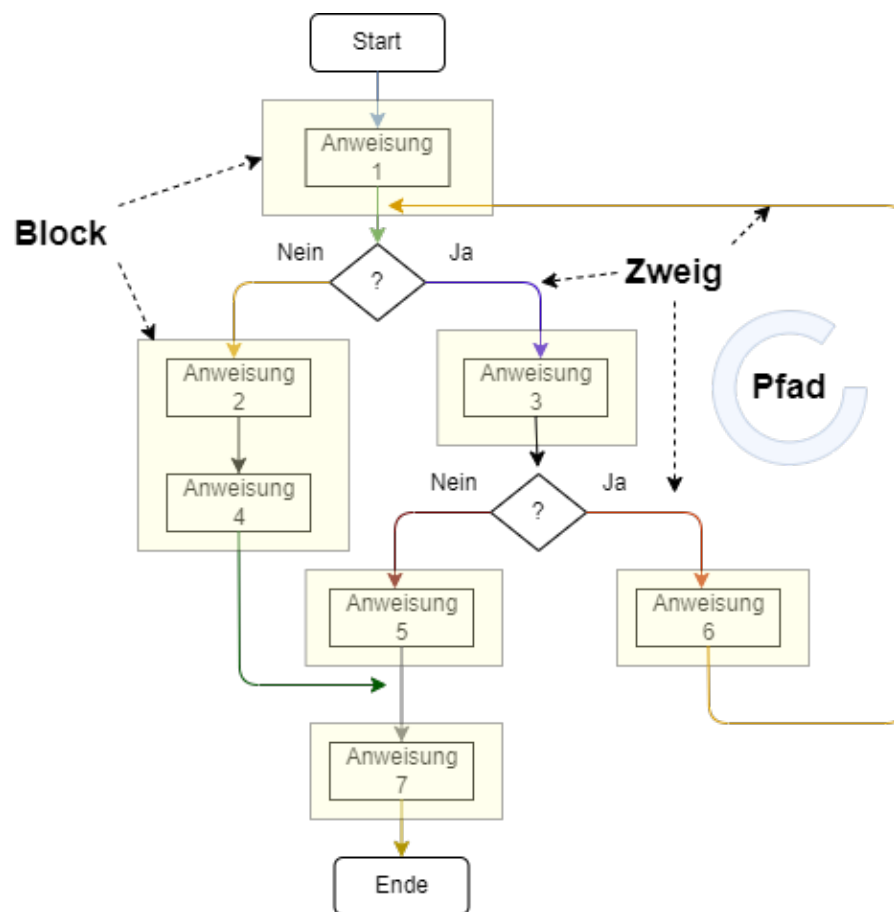 Start
Anweisung
1
Block
Nein
Ja
Zweig
?
Anweisung
2
Anweisung
3
Pfad
Anweisung
4
Nein
Ja
?
Anweisung
5
Anweisung
6
Anweisung
7
Ende